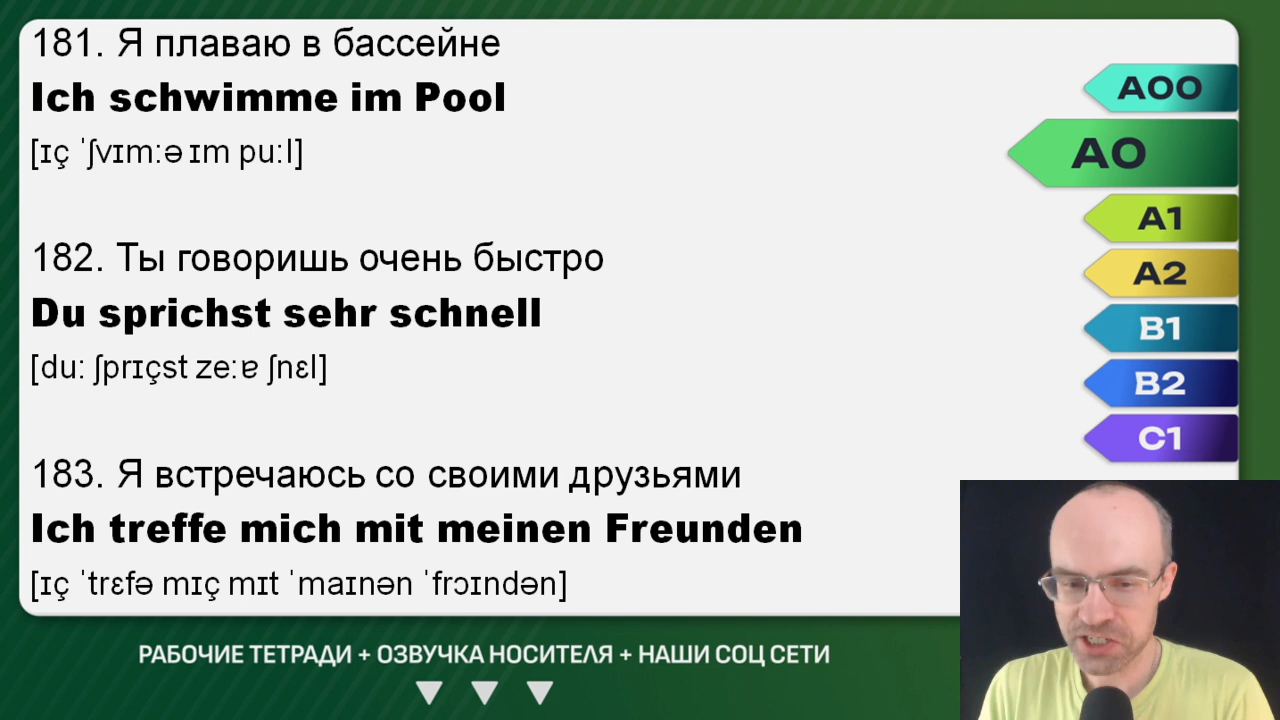 181. Я плаваю в бассейне
Ich schwimme im Pool
[ɪç ˈʃvɪmːə ɪm puːl]
182. Ты говоришь очень быстро
Du sprichst sehr schnell
[duː ʃprɪçst zeːɐ ʃnɛl]
183. Я встречаюсь со своими друзьями
Ich treffe mich mit meinen Freunden
[ɪç ˈtrɛfə mɪç mɪt ˈmaɪnən ˈfrɔɪndən]
A00
A0
A1
A2
B1
B2
C1
РАБОЧИЕ ТЕТРАДИ + ОЗВУЧКА НОСИТЕЛЯ + НАШИ СОЦ СЕТИ